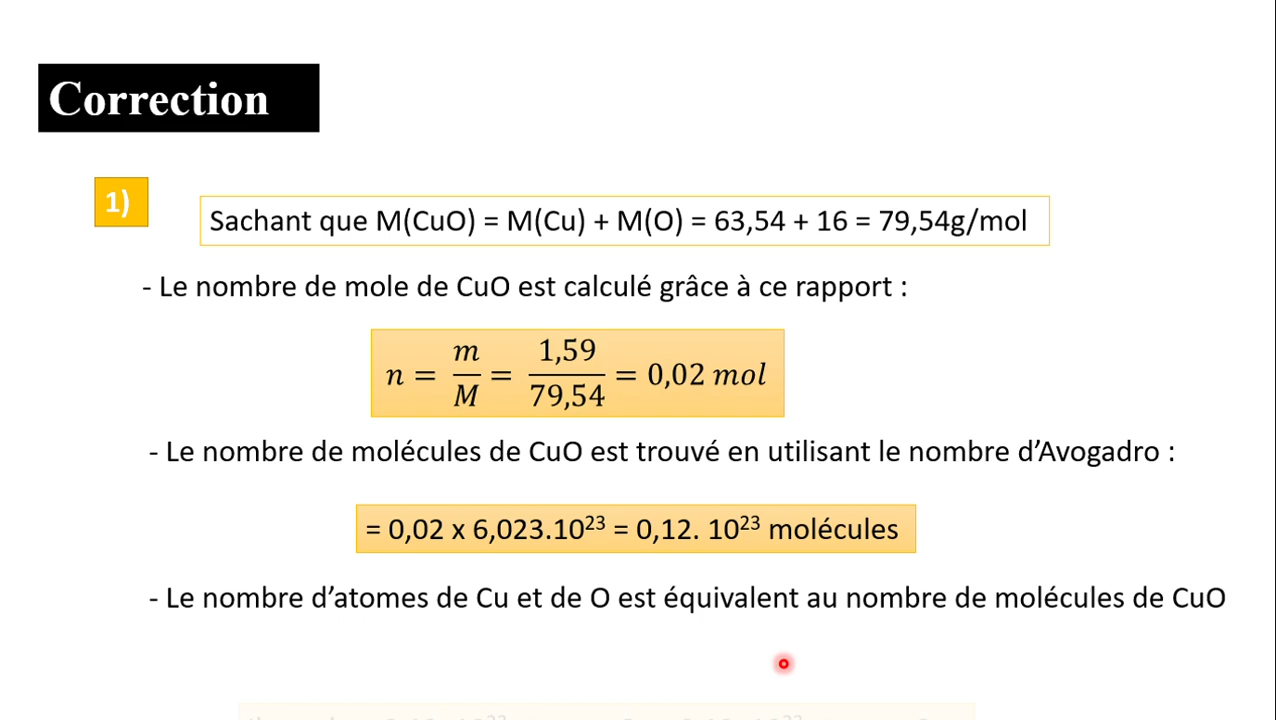 Correction
1)
Sachant que M(CuO) = M(Cu) + M(O) = 63,54 + 16 = 79,54g/mol
- Le nombre de mole de CuO est calculé grâce à ce rapport :
n = m/M = 1,59/79,54 = 0,02 mol
- Le nombre de molécules de CuO est trouvé en utilisant le nombre d’Avogadro :
= 0,02 x 6,023.10²³ = 0,12. 10²³ molécules
- Le nombre d’atomes de Cu et de O est équivalent au nombre de molécules de CuO